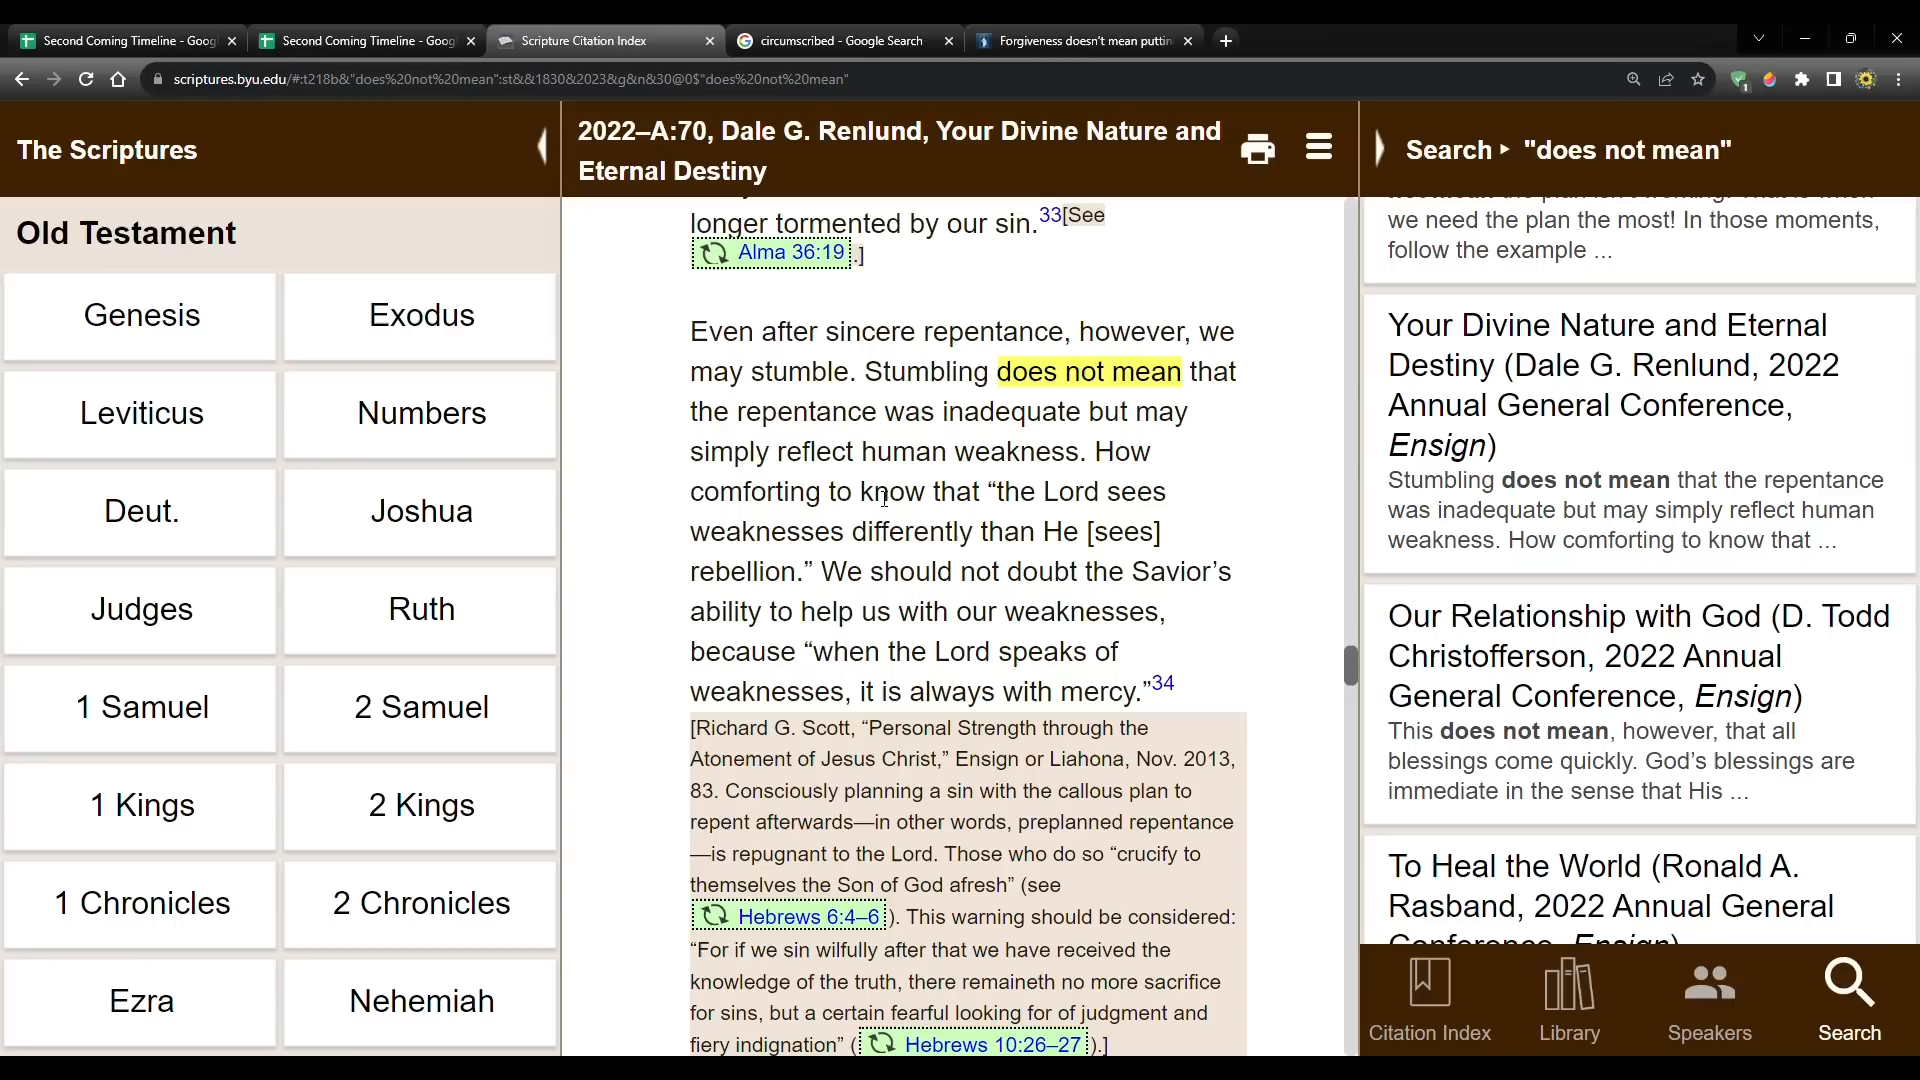 Second Coming Timeline - Goog
Second Coming Timeline - Goog
Scripture Citation Index
circumscribed - Google Search
Forgiveness doesn't mean puttin
scriptures.byu.edu/#:t218b&"does%20not%20mean":st&&1830&2023&g&n&30@0$"does%20not%20mean"
1
The Scriptures
Old Testament
Genesis
Exodus
Leviticus
Numbers
Deut.
Joshua
Judges
Ruth
1 Samuel
2 Samuel
1 Kings
2 Kings
1 Chronicles
2 Chronicles
Ezra
Nehemiah
2022–A:70, Dale G. Renlund, Your Divine Nature and
Eternal Destiny
longer tormented by our sin.33[See
Alma 36:19.]
Even after sincere repentance, however, we
may stumble. Stumbling does not mean that
the repentance was inadequate but may
simply reflect human weakness. How
comforting to know that “the Lord sees
weaknesses differently than He [sees]
rebellion.” We should not doubt the Savior’s
ability to help us with our weaknesses,
because “when the Lord speaks of
weaknesses, it is always with mercy.”34
[Richard G. Scott, “Personal Strength through the
Atonement of Jesus Christ,” Ensign or Liahona, Nov. 2013,
83. Consciously planning a sin with the callous plan to
repent afterwards—in other words, preplanned repentance
—is repugnant to the Lord. Those who do so “crucify to
themselves the Son of God afresh” (see
Hebrews 6:4–6). This warning should be considered:
“For if we sin wilfully after that we have received the
knowledge of the truth, there remaineth no more sacrifice
for sins, but a certain fearful looking for of judgment and
fiery indignation” (Hebrews 10:26–27).]
Search ▸ "does not mean"
we need the plan the most! In those moments,
follow the example ...
Your Divine Nature and Eternal
Destiny (Dale G. Renlund, 2022
Annual General Conference,
Ensign)
Stumbling does not mean that the repentance
was inadequate but may simply reflect human
weakness. How comforting to know that ...
Our Relationship with God (D. Todd
Christofferson, 2022 Annual
General Conference, Ensign)
This does not mean, however, that all
blessings come quickly. God’s blessings are
immediate in the sense that His ...
To Heal the World (Ronald A.
Rasband, 2022 Annual General
Conference, Ensign)
Citation Index
Library
Speakers
Search